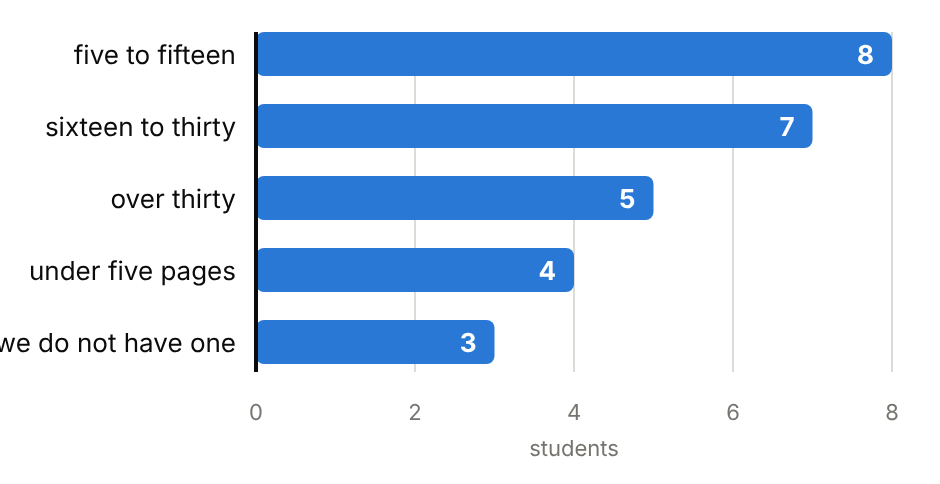 five to fifteen 8
sixteen to thirty 7
over thirty 5
under five pages 4
we do not have one 3
0 2 4 6 8
students